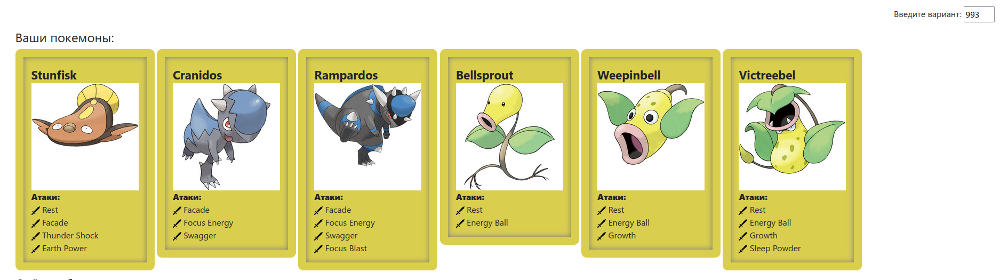 Введите вариант: 993
Ваши покемоны:
Stunfisk
Атаки:
Rest
Facade
Thunder Shock
Earth Power
Cranidos
Атаки:
Facade
Focus Energy
Swagger
Rampardos
Атаки:
Facade
Focus Energy
Swagger
Focus Blast
Bellsprout
Атаки:
Rest
Energy Ball
Weepinbell
Атаки:
Rest
Energy Ball
Growth
Victreebel
Атаки:
Rest
Energy Ball
Growth
Sleep Powder